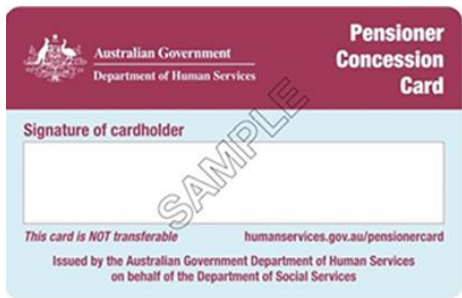 Australian Government
Department of Human Services
Pensioner
Concession
Card
Signature of cardholder
SAMPLE
This card is NOT transferable
humanservices.gov.au/pensionercard
Issued by the Australian Government Department of Human Services
on behalf of the Department of Social Services